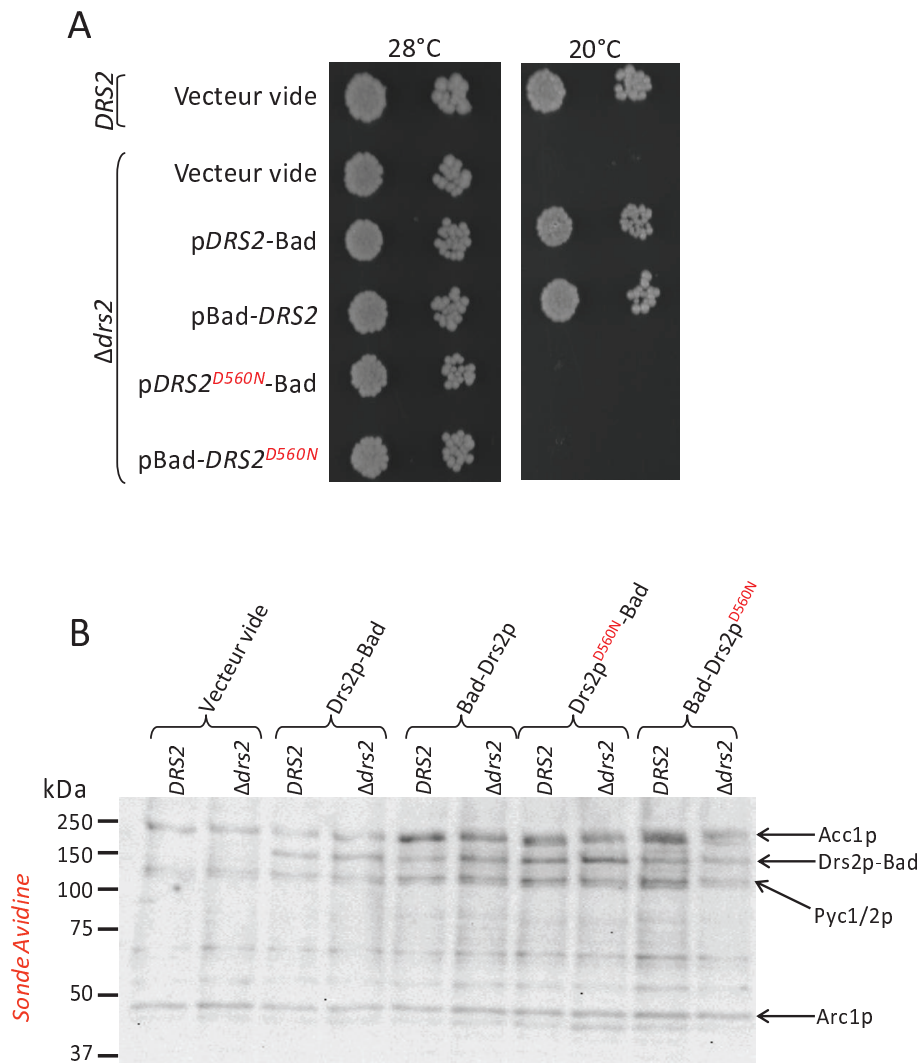 A
28°C 20°C
DRS2
Vecteur vide
Δdrs2
Vecteur vide
pDRS2-Bad
pBad-DRS2
pDRS2D560N-Bad
pBad-DRS2D560N
B
Vecteur vide
Drs2p-Bad
Bad-Drs2p
Drs2pD560N-Bad
Bad-Drs2pD560N
DRS2 Δdrs2 DRS2 Δdrs2 DRS2 Δdrs2 DRS2 Δdrs2 DRS2 Δdrs2
kDa
250
150
100
75
50
37
Sonde Avidine
Acc1p
Drs2p-Bad
Pyc1/2p
Arc1p